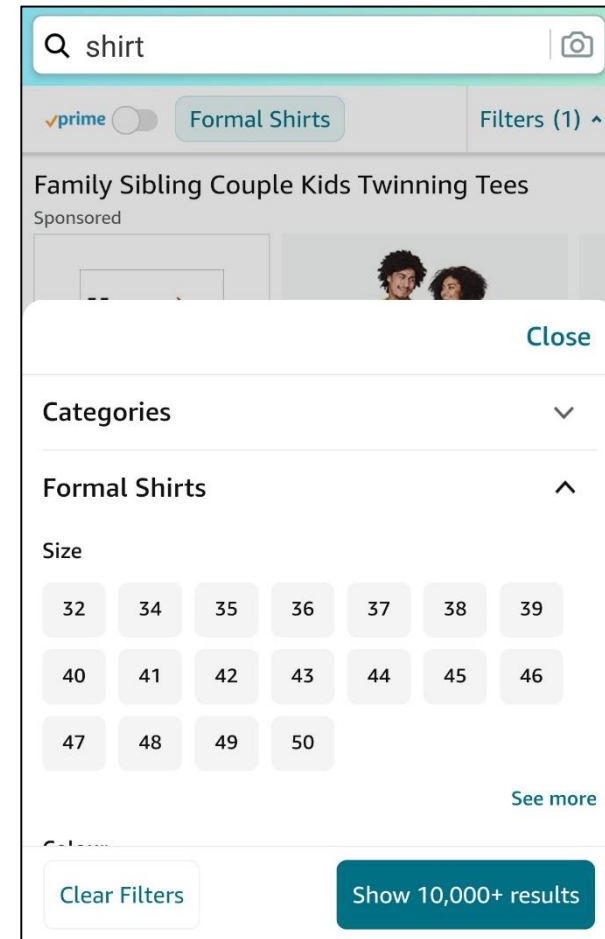 shirt
prime Formal Shirts Filters (1)
Family Sibling Couple Kids Twinning Tees
Sponsored
Close
Categories
Formal Shirts
Size
32 34 35 36 37 38 39
40 41 42 43 44 45 46
47 48 49 50
See more
Colour
Clear Filters Show 10,000+ results